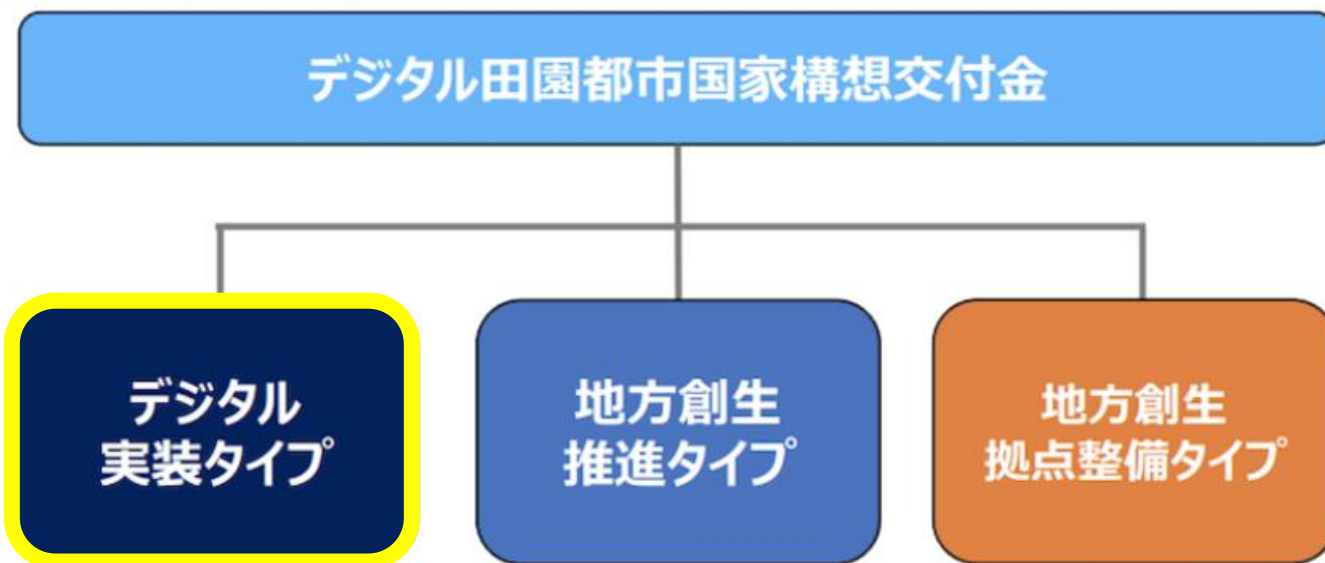 デジタル田園都市国家構想交付金
デジタル
実装タイプ
地方創生
推進タイプ
地方創生
拠点整備タイプ